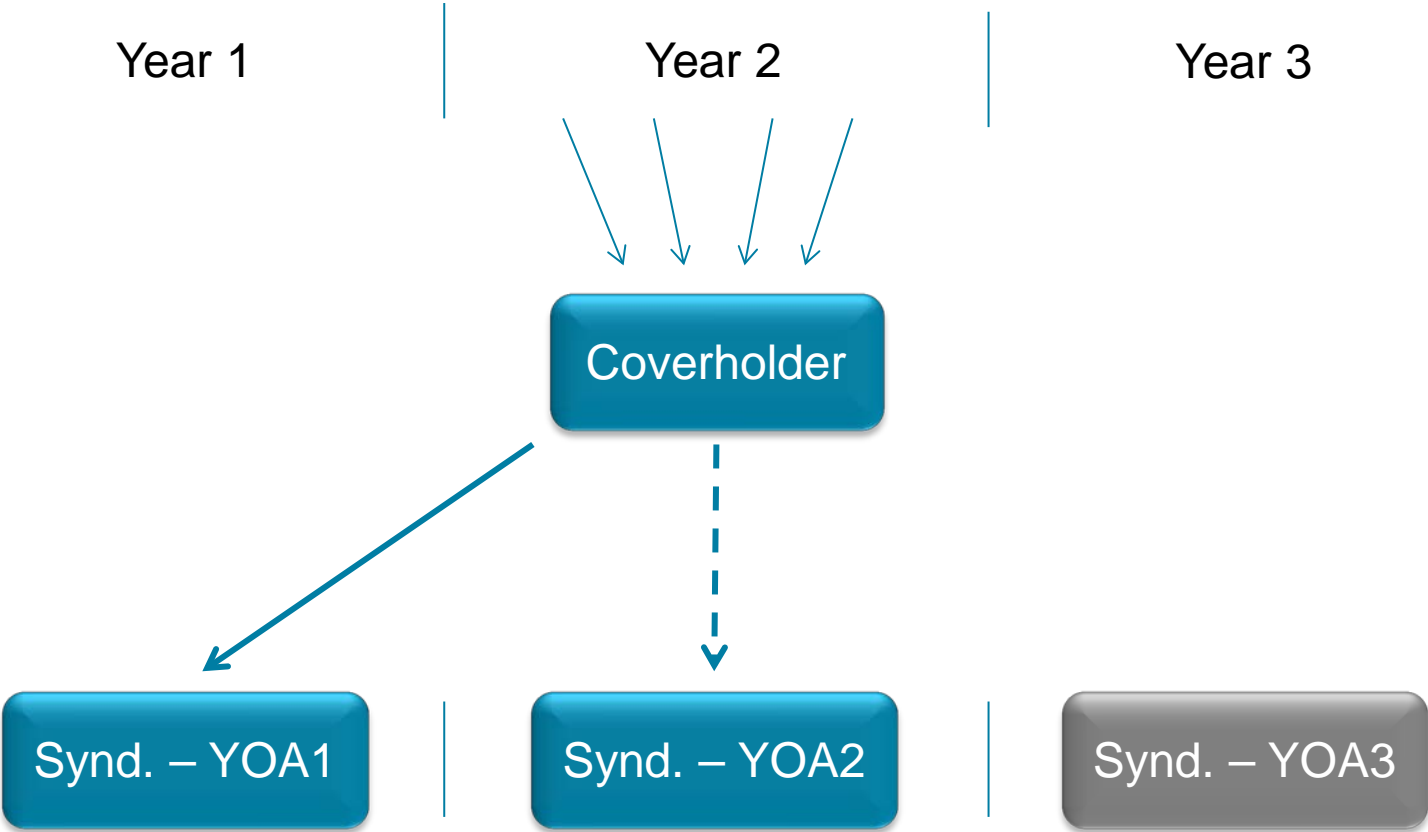 Year 1
Year 2
Year 3
Coverholder
Synd. – YOA1
Synd. – YOA2
Synd. – YOA3